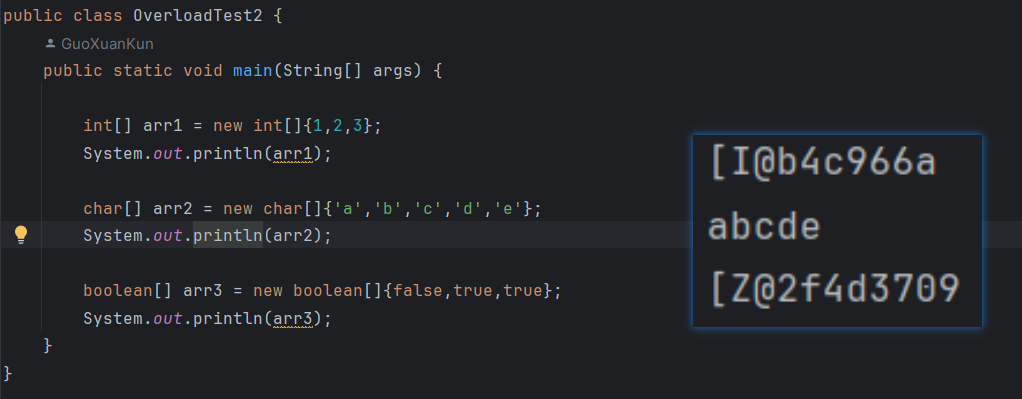 public class OverloadTest2 {
GuoXuanKun
public static void main(String[] args) {
int[] arr1 = new int[]{1,2,3};
System.out.println(arr1);
char[] arr2 = new char[]{'a','b','c','d','e'};
System.out.println(arr2);
boolean[] arr3 = new boolean[]{false,true,true};
System.out.println(arr3);
}
}
[I@b4c966a
abcde
[Z@2f4d3709